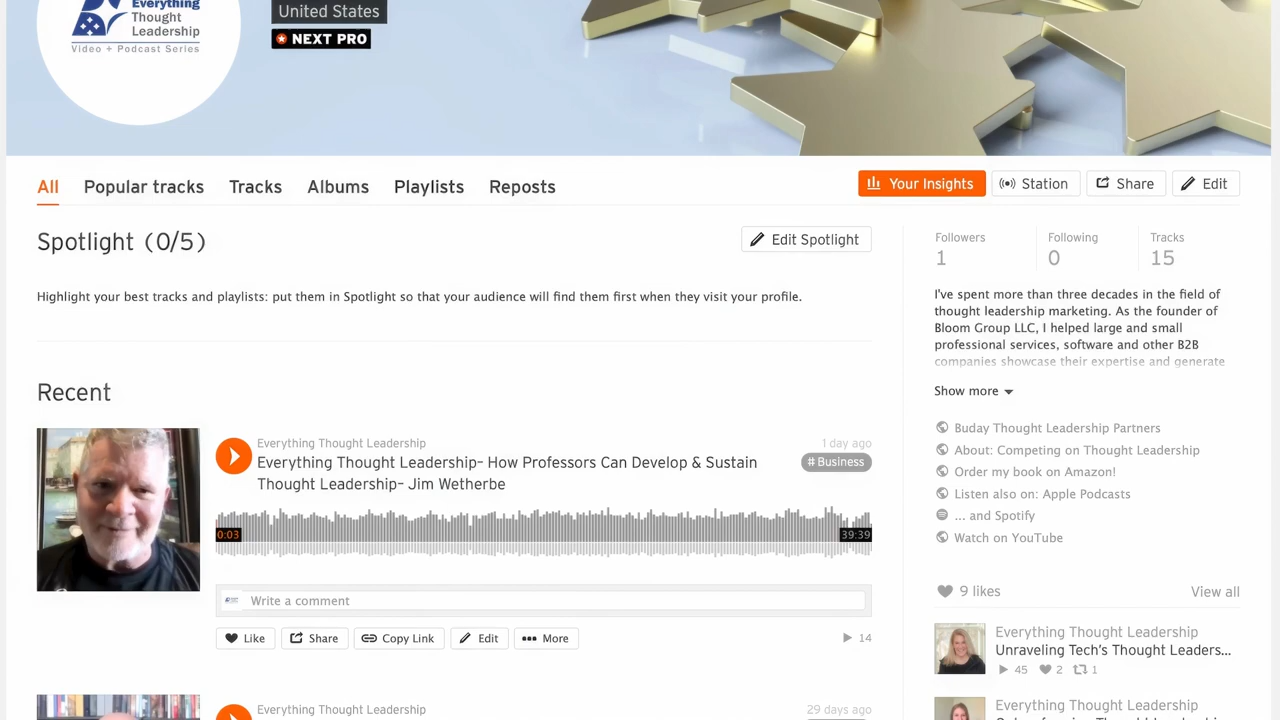 Everything
Thought
Leadership
Video + Podcast Series
United States
NEXT PRO
All
Popular tracks
Tracks
Albums
Playlists
Reposts
Your Insights
Station
Share
Edit
Spotlight (0/5)
Edit Spotlight
Highlight your best tracks and playlists: put them in Spotlight so that your audience will find them first when they visit your profile.
Recent
Everything Thought Leadership
1 day ago
Everything Thought Leadership- How Professors Can Develop & Sustain
Thought Leadership- Jim Wetherbe
# Business
0:03
39:39
Write a comment
Like
Share
Copy Link
Edit
More
14
Everything Thought Leadership
29 days ago
Followers
1
Following
0
Tracks
15
I've spent more than three decades in the field of
thought leadership marketing. As the founder of
Bloom Group LLC, I helped large and small
professional services, software and other B2B
companies showcase their expertise and generate
Show more
Buday Thought Leadership Partners
About: Competing on Thought Leadership
Order my book on Amazon!
Listen also on: Apple Podcasts
... and Spotify
Watch on YouTube
9 likes
View all
Everything Thought Leadership
Unraveling Tech's Thought Leaders...
45
2
1
Everything Thought Leadership